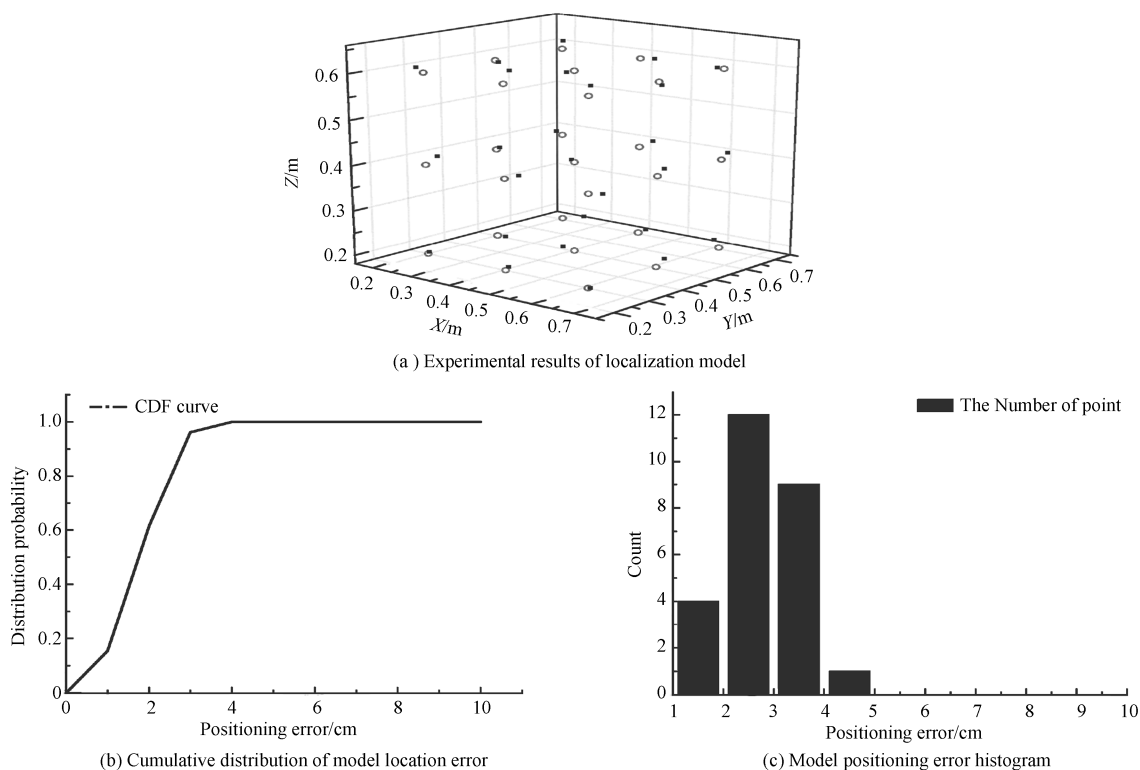 0.6
0.5
0.4
0.3
0.2
Z/m
0.2
0.3
0.4
0.5
0.6
0.7
X/m
0.2
0.3
0.4
0.5
0.6
0.7
Y/m
(a ) Experimental results of localization model
CDF curve
1.0
0.8
0.6
0.4
0.2
0
Distribution probability
0 2 4 6 8 10
Positioning error/cm
(b) Cumulative distribution of model location error
The Number of point
12
10
8
6
4
2
0
Count
1 2 3 4 5 6 7 8 9 10
Positioning error/cm
(c) Model positioning error histogram